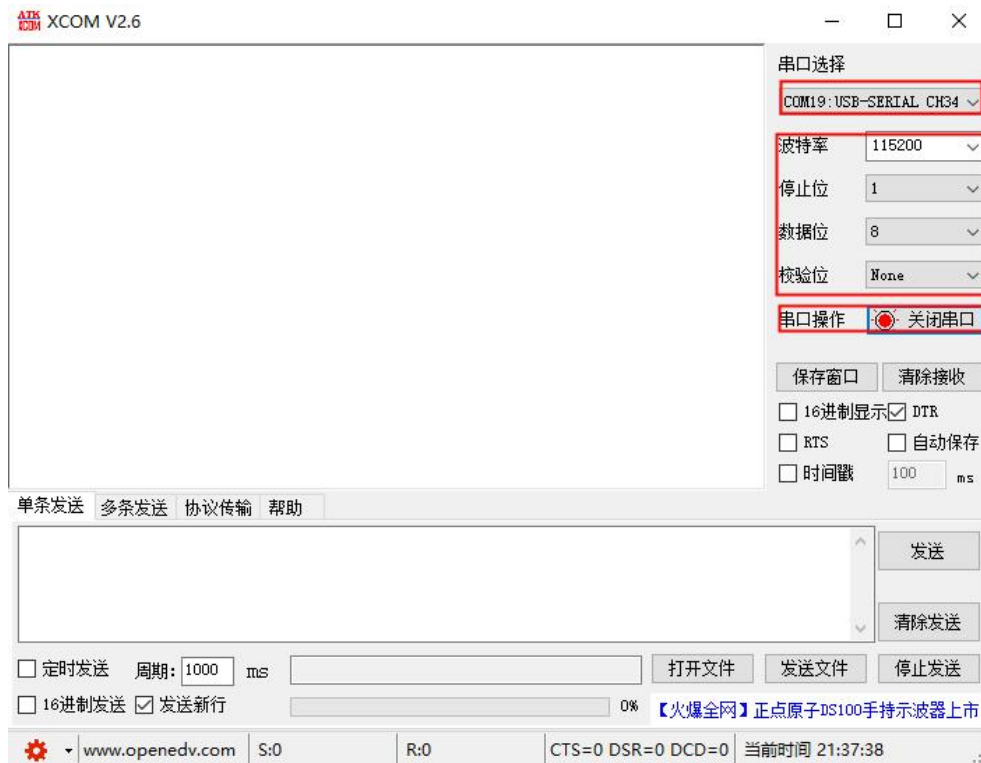 ATK XCOM XCOM V2.6
串口选择
COM19:USB-SERIAL CH34
波特率 115200
停止位 1
数据位 8
校验位 None
串口操作 关闭串口
保存窗口 清除接收
16进制显示 DTR
RTS 自动保存
时间戳 100 ms
单条发送 多条发送 协议传输 帮助
发送
清除发送
定时发送 周期: 1000 ms 打开文件 发送文件 停止发送
16进制发送 发送新行 0% 【火爆全网】正点原子DS100手持示波器上市
www.openedv.com S:0 R:0 CTS=0 DSR=0 DCD=0 当前时间 21:37:38